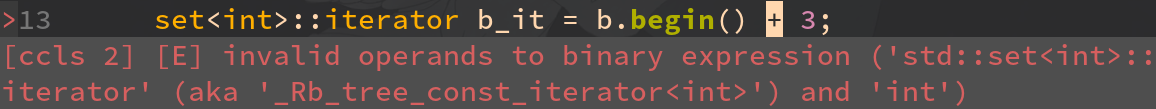 >13      set<int>::iterator b_it = b.begin() + 3;
[ccls 2] [E] invalid operands to binary expression ('std::set<int>::
iterator' (aka '_Rb_tree_const_iterator<int>') and 'int')